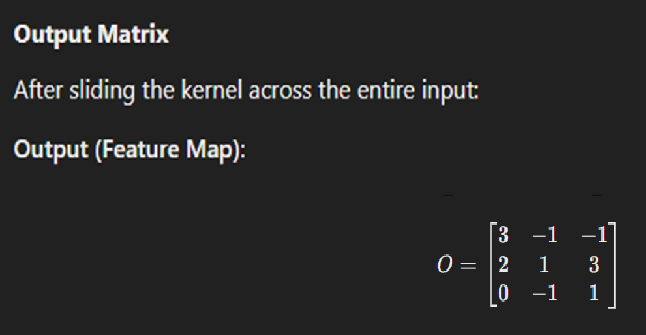 Output Matrix
After sliding the kernel across the entire input:
Output (Feature Map):
3 −1 −1
O = 2 1 3
0 −1 1